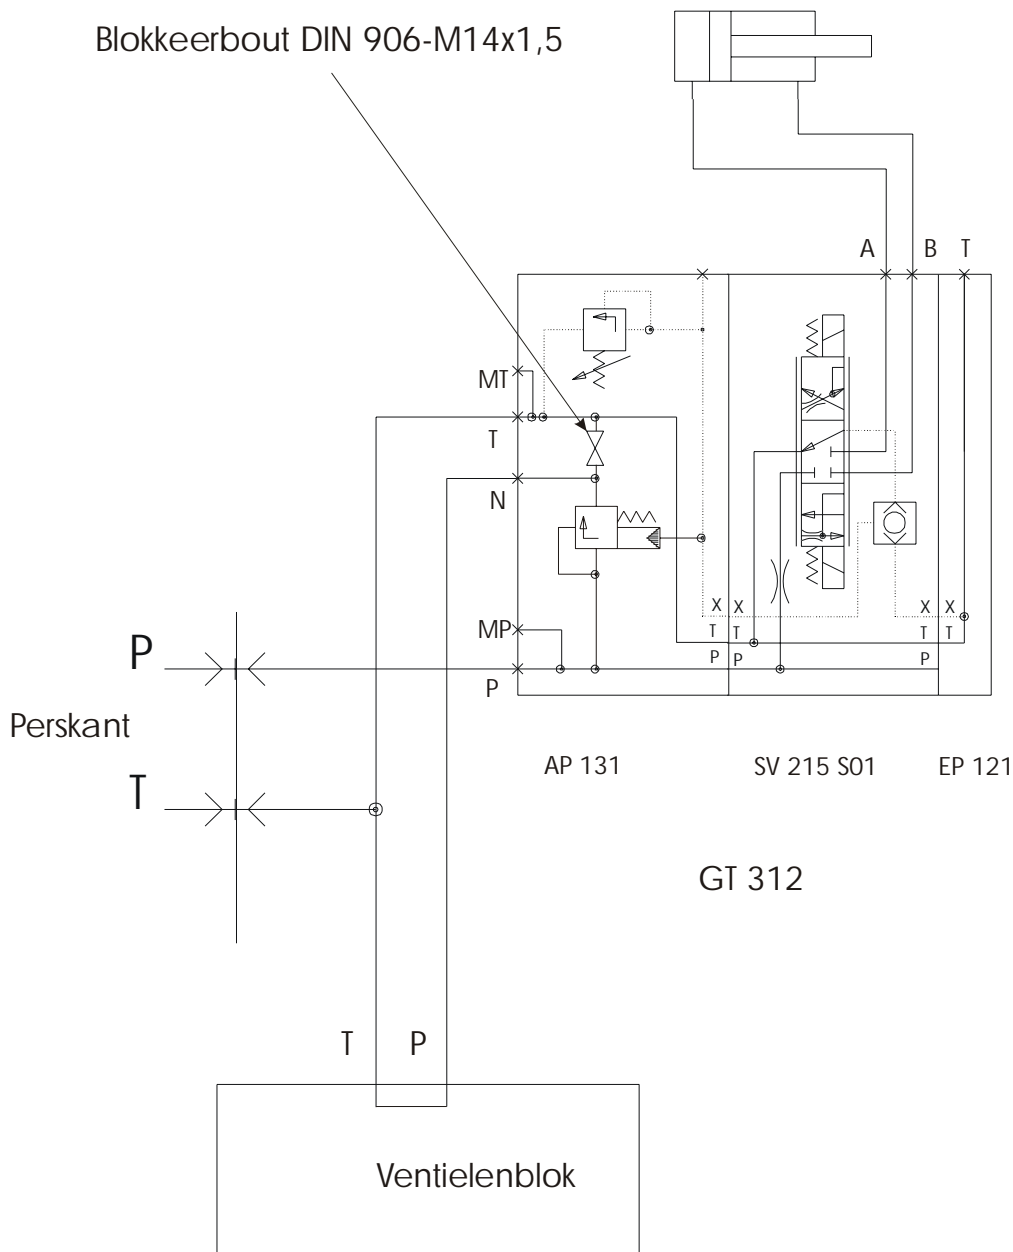 Blokkeerbout DIN 906-M14x1,5
A
B
T
MT
T
N
MP
P
X
X
T
T
P
P
X
X
T
T
P
P
Perskant
T
AP 131
SV 215 S01
EP 121
GT 312
T
P
Ventielenblok